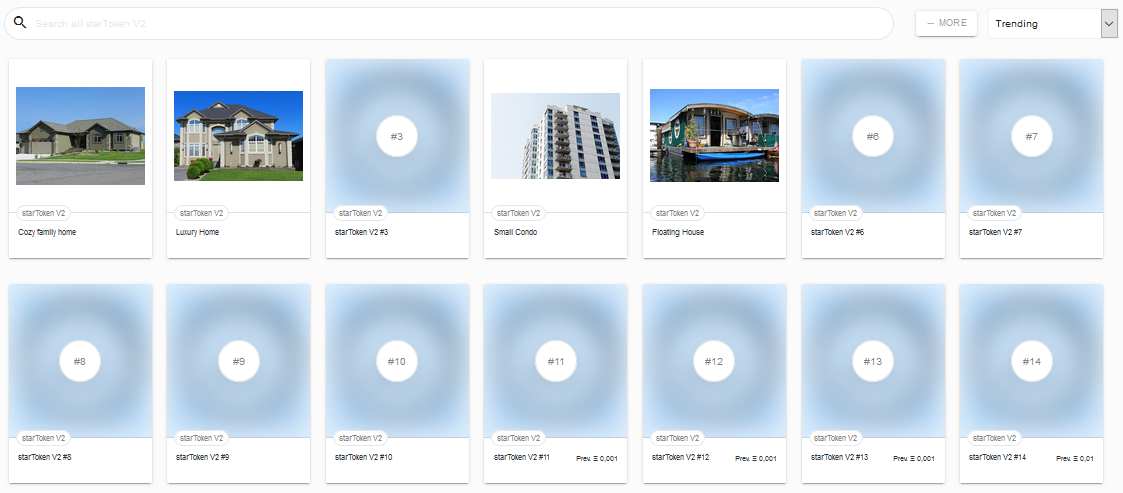 Search all starToken V2
··· MORE
Trending
#3
#6
#7
starToken V2
starToken V2
starToken V2
starToken V2
starToken V2
starToken V2
starToken V2
Cozy family home
Luxury Home
starToken V2 #3
Small Condo
Floating House
starToken V2 #6
starToken V2 #7
#8
#9
#10
#11
#12
#13
#14
starToken V2
starToken V2
starToken V2
starToken V2
starToken V2
starToken V2
starToken V2
starToken V2 #8
starToken V2 #9
starToken V2 #10
starToken V2 #11 Prev. Ξ 0,001
starToken V2 #12 Prev. Ξ 0,001
starToken V2 #13 Prev. Ξ 0,001
starToken V2 #14 Prev. Ξ 0,01